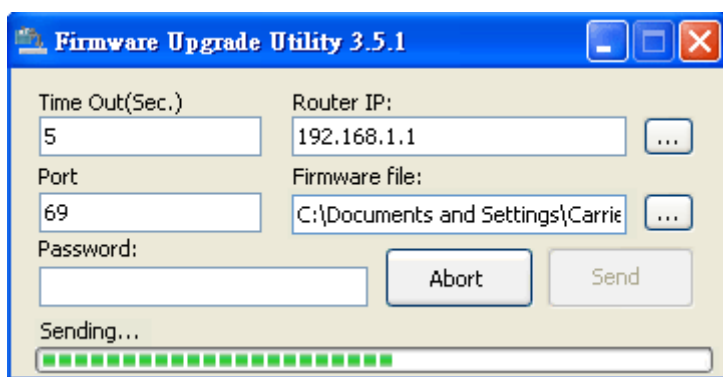 Firmware Upgrade Utility 3.5.1
Time Out(Sec.) Router IP:
5 192.168.1.1 ...
Port Firmware file:
69 C:\Documents and Settings\Carrie ...
Password:
Abort Send
Sending...